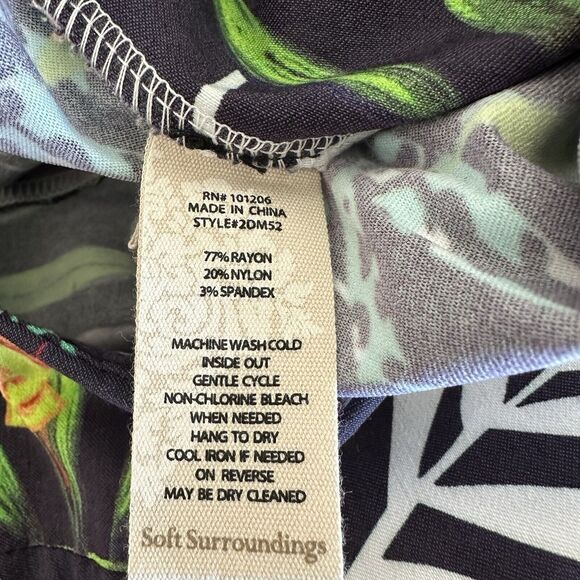 RN# 101206
MADE IN CHINA
STYLE#2DM52
77% RAYON
20% NYLON
3% SPANDEX
MACHINE WASH COLD
INSIDE OUT
GENTLE CYCLE
NON-CHLORINE BLEACH
WHEN NEEDED
HANG TO DRY
COOL IRON IF NEEDED
ON REVERSE
MAY BE DRY CLEANED
Soft Surroundings